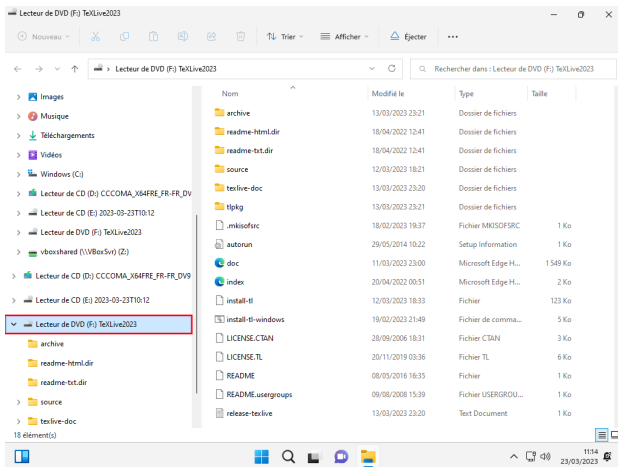 Lecteur de DVD (F:) TeXLive2023
Nouveau
Trier
Afficher
Éjecter
Lecteur de DVD (F:) TeXLive2023
Rechercher dans : Lecteur de DVD (F:) TeXLive2023
Images
Musique
Téléchargements
Vidéos
Windows (C:)
Lecteur de CD (D:) CCCOMA_X64FRE_FR-FR_DV
Lecteur de CD (E:) 2023-03-23T10:12
Lecteur de DVD (F:) TeXLive2023
vboxshared (\\VBoxSvr) (Z:)
Lecteur de CD (D:) CCCOMA_X64FRE_FR-FR_DV9
Lecteur de CD (E:) 2023-03-23T10:12
Lecteur de DVD (F:) TeXLive2023
archive
readme-html.dir
readme-txt.dir
source
texlive-doc
Nom Modifié le Type Taille
archive 13/03/2023 23:21 Dossier de fichiers
readme-html.dir 18/04/2022 12:41 Dossier de fichiers
readme-txt.dir 18/04/2022 12:41 Dossier de fichiers
source 12/03/2023 18:21 Dossier de fichiers
texlive-doc 13/03/2023 23:20 Dossier de fichiers
tlpkg 13/03/2023 23:21 Dossier de fichiers
.mkisofsrc 18/02/2023 19:37 Fichier MKISOFSRC 1 Ko
autorun 29/05/2014 10:22 Setup Information 1 Ko
doc 11/03/2023 23:00 Microsoft Edge H... 1 549 Ko
index 20/04/2022 00:51 Microsoft Edge H... 2 Ko
install-tl 12/03/2023 18:33 Fichier 123 Ko
install-tl-windows 19/02/2023 21:49 Fichier de comma... 5 Ko
LICENSE.CTAN 28/09/2006 18:31 Fichier CTAN 3 Ko
LICENSE.TL 20/11/2019 03:36 Fichier TL 6 Ko
README 08/05/2016 16:35 Fichier 1 Ko
README.usergroups 09/08/2008 15:39 Fichier USERGROU... 1 Ko
release-texlive 13/03/2023 23:20 Text Document 1 Ko
18 élément(s)
11:14
23/03/2023